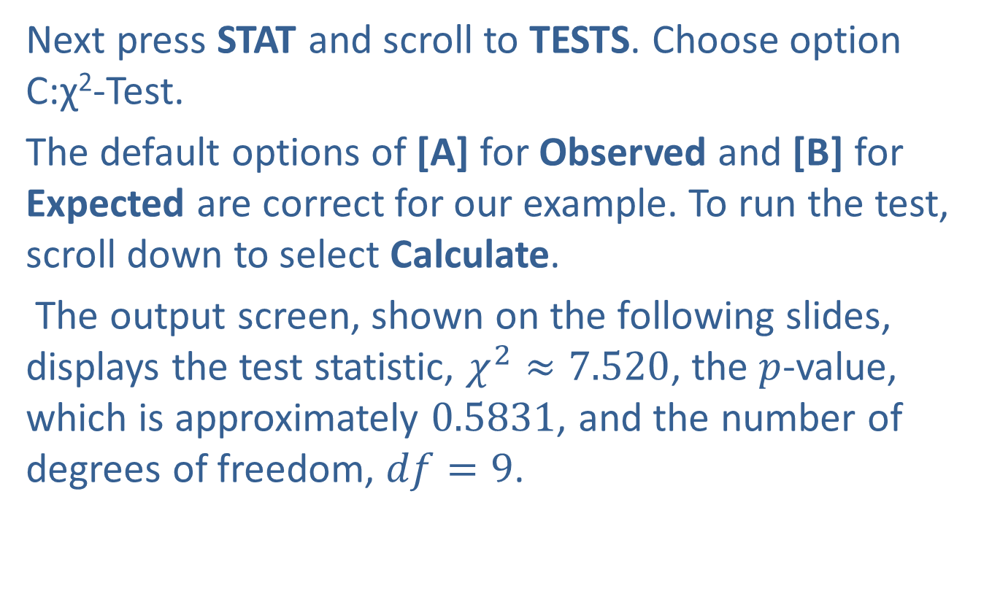 Next press STAT and scroll to TESTS. Choose option
C:χ²-Test.
The default options of [A] for Observed and [B] for
Expected are correct for our example. To run the test,
scroll down to select Calculate.
The output screen, shown on the following slides,
displays the test statistic, χ² ≈ 7.520, the p-value,
which is approximately 0.5831, and the number of
degrees of freedom, df = 9.